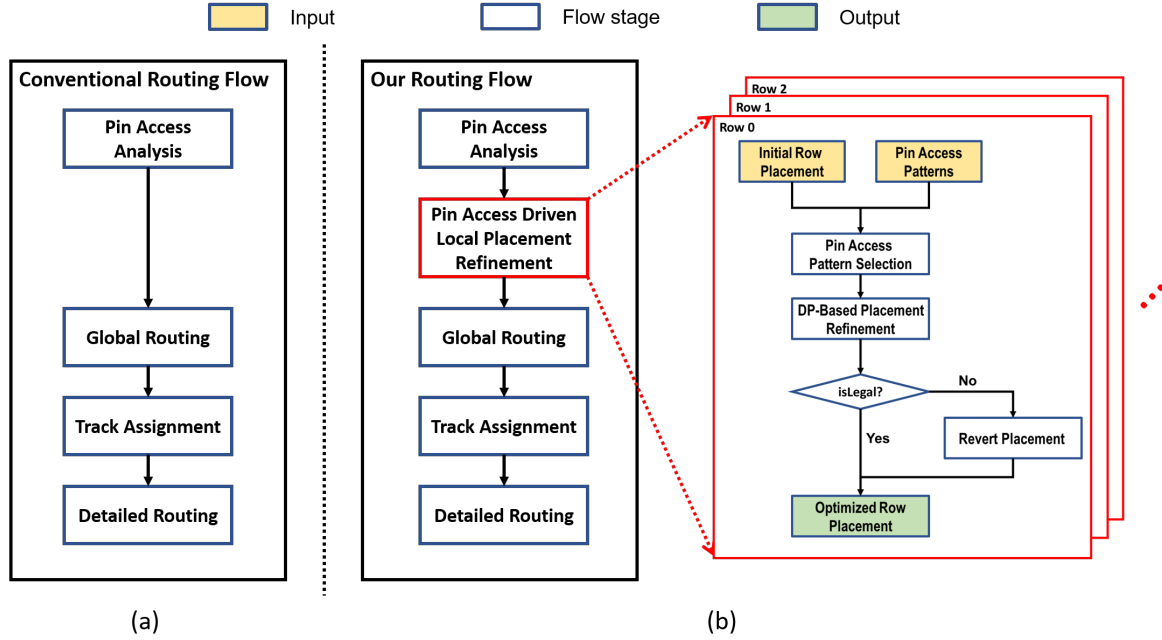 Input
Flow stage
Output
Conventional Routing Flow
Pin Access
Analysis
Global Routing
Track Assignment
Detailed Routing
(a)
Our Routing Flow
Pin Access
Analysis
Pin Access Driven
Local Placement
Refinement
Global Routing
Track Assignment
Detailed Routing
Row 2
Row 1
Row 0
Initial Row
Placement
Pin Access
Patterns
Pin Access
Pattern Selection
DP-Based Placement
Refinement
isLegal?
No
Yes
Revert Placement
Optimized Row
Placement
(b)